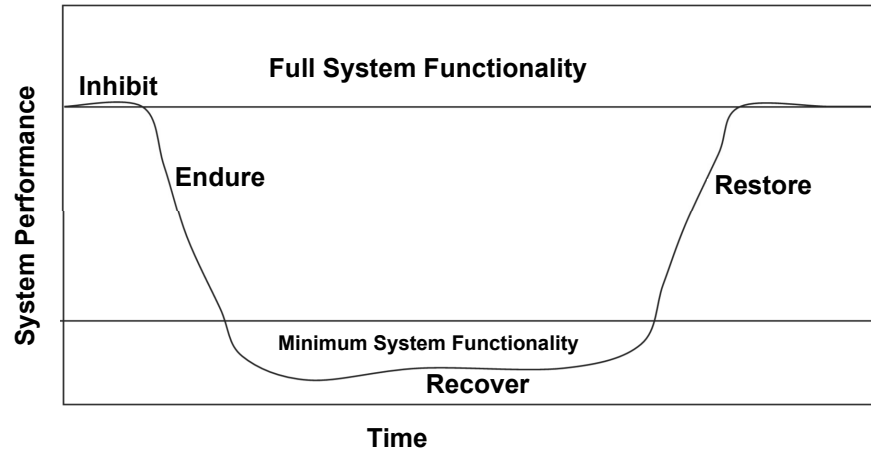 Full System Functionality
Inhibit
Endure
Restore
System Performance
Minimum System Functionality
Recover
Time